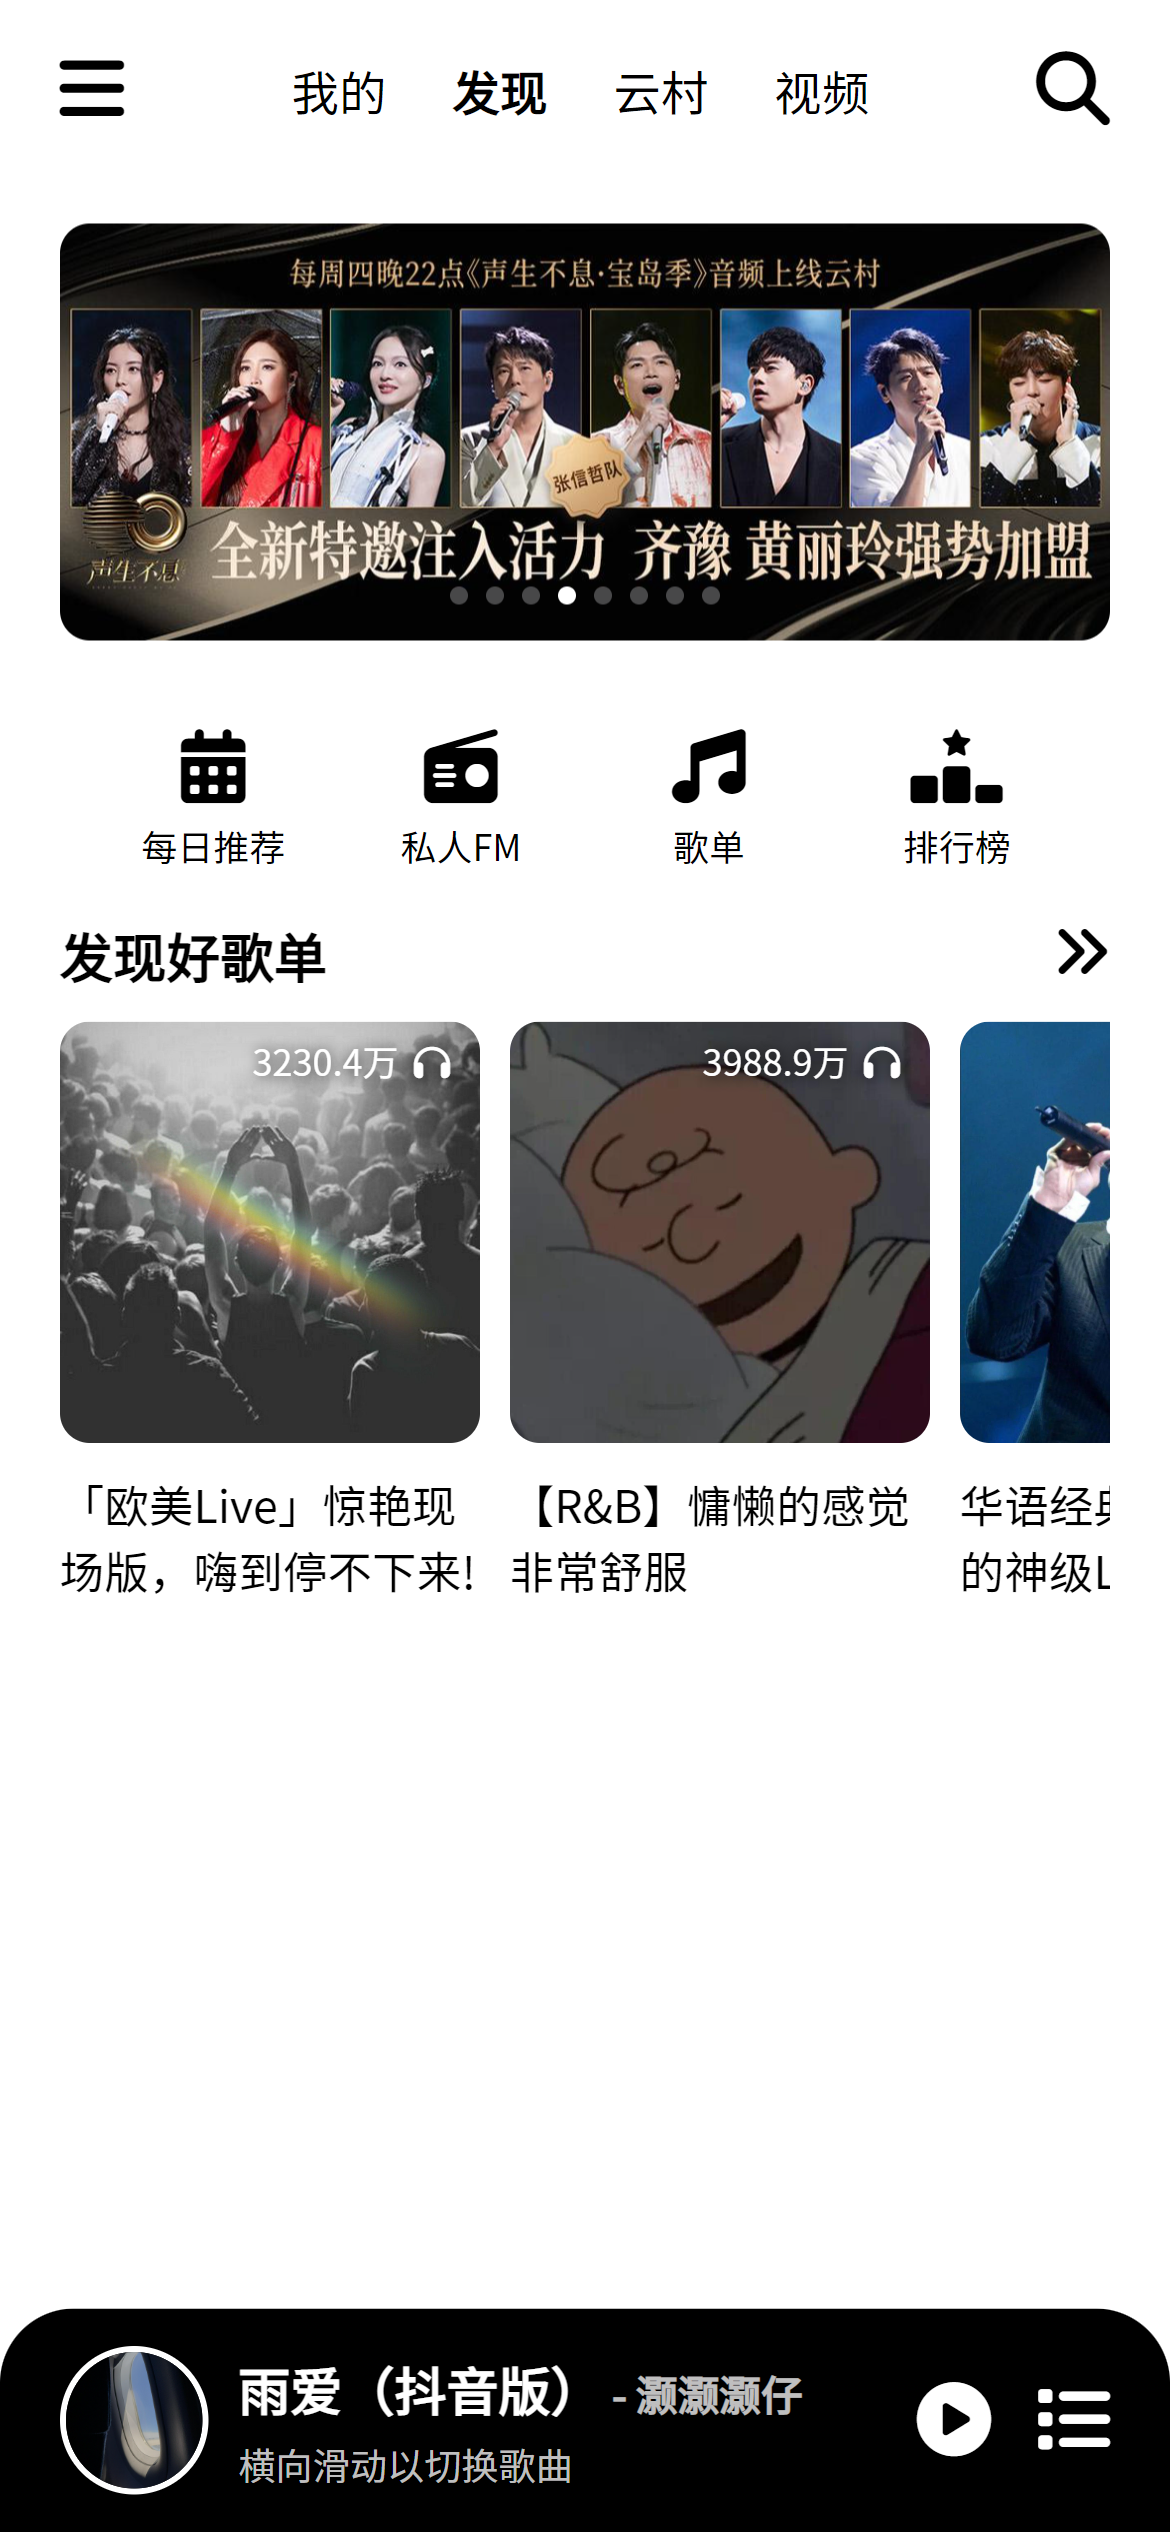 我的
发现
云村
视频
每周四晚22点《声生不息·宝岛季》音频上线云村
张信哲队
声生不息
全新特邀注入活力 齐豫 黄丽玲强势加盟
每日推荐
私人FM
歌单
排行榜
发现好歌单
3230.4万
3988.9万
「欧美Live」惊艳现
场版，嗨到停不下来!
【R&B】慵懒的感觉
非常舒服
华语经典
的神级L
雨爱（抖音版） - 灏灏灏仔
横向滑动以切换歌曲